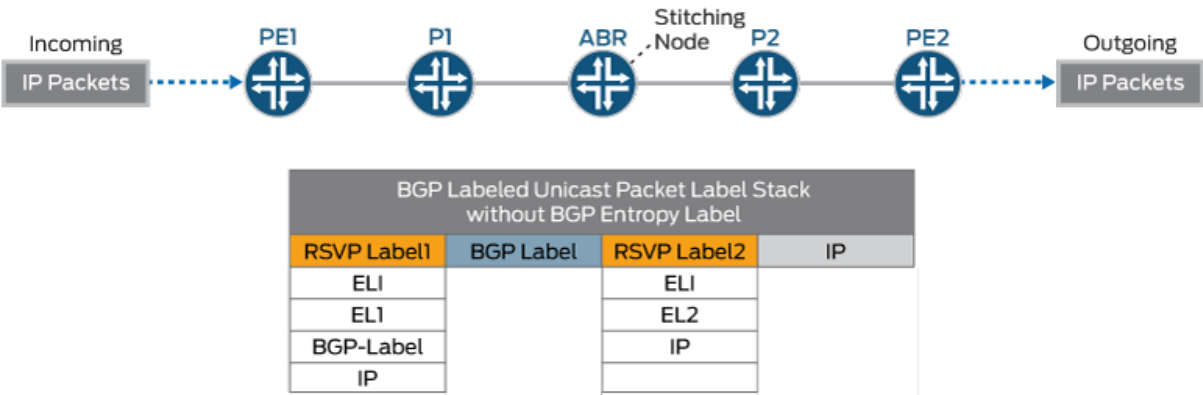 Stitching
Node
Incoming
PE1
P1
ABR
P2
PE2
Outgoing
IP Packets
IP Packets
BGP Labeled Unicast Packet Label Stack
without BGP Entropy Label
RSVP Label1 BGP Label RSVP Label2 IP
ELI ELI
EL1 EL2
BGP-Label IP
IP